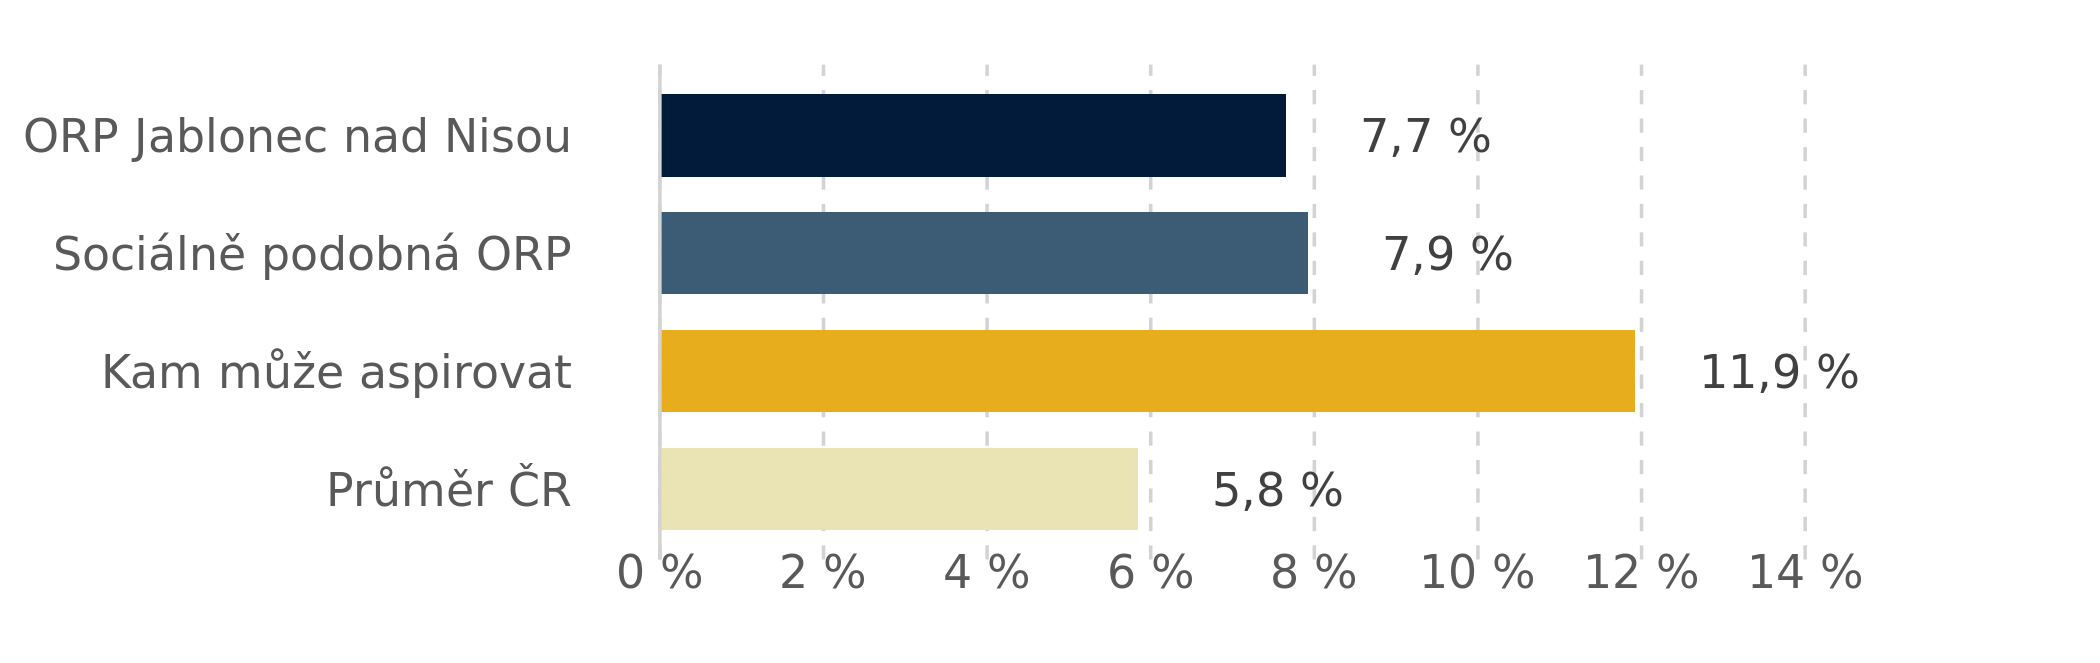 ORP Jablonec nad Nisou 7,7 %
Sociálně podobná ORP 7,9 %
Kam může aspirovat 11,9 %
Průměr ČR 5,8 %
0 % 2 % 4 % 6 % 8 % 10 % 12 % 14 %